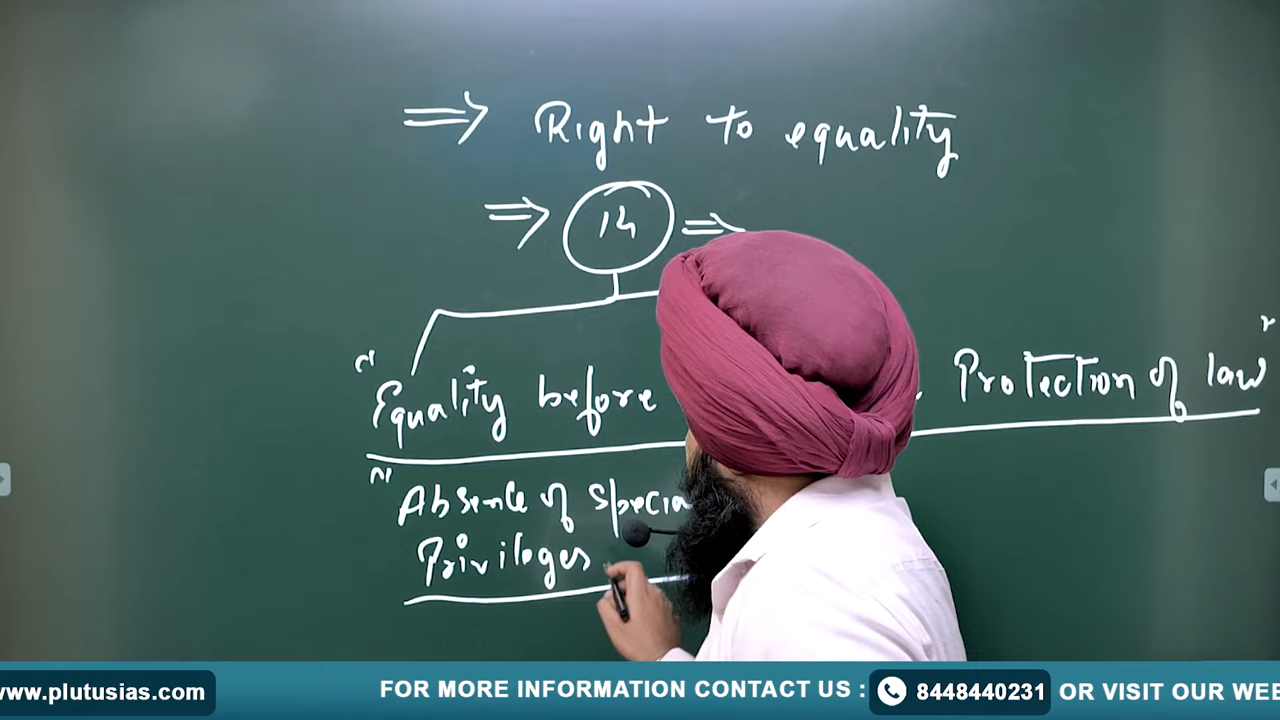 ⇒ Right to equality
⇒ 14 ⇒
"Equality before Protection of law"
"Absence of Special
Privileges
www.plutusias.com FOR MORE INFORMATION CONTACT US : 8448440231 OR VISIT OUR WEE